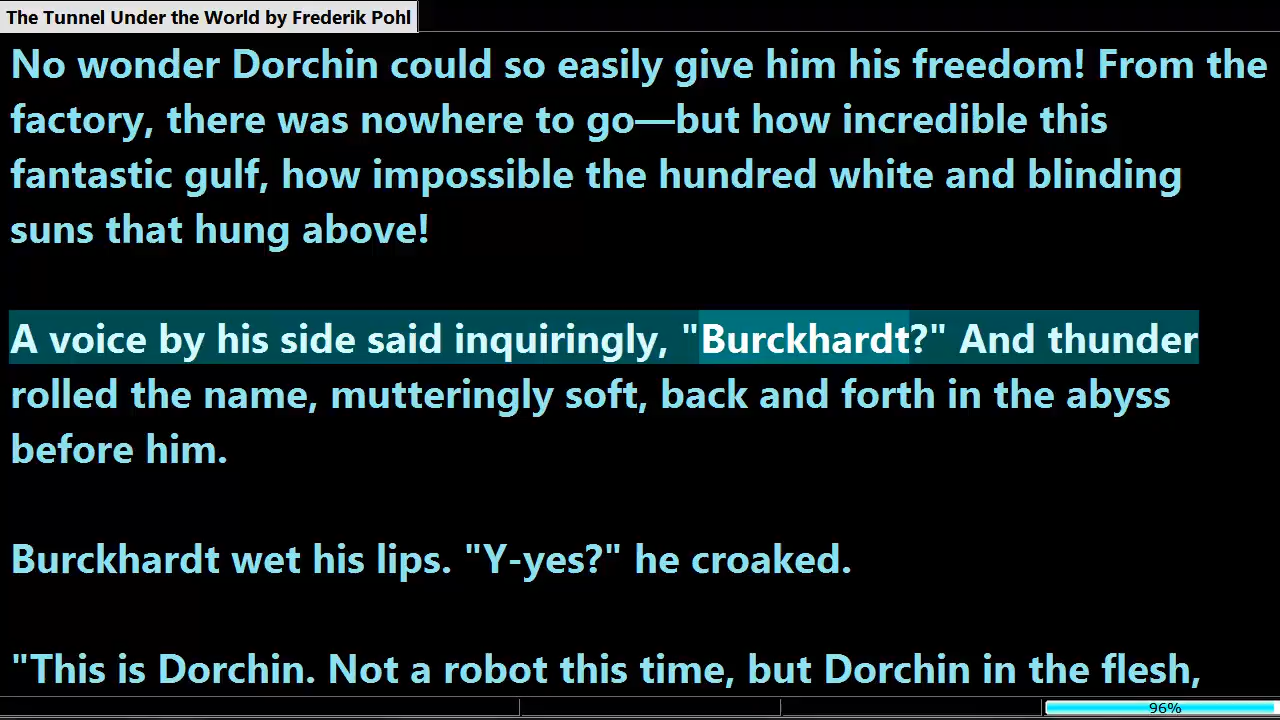 The Tunnel Under the World by Frederik Pohl
No wonder Dorchin could so easily give him his freedom! From the
factory, there was nowhere to go—but how incredible this
fantastic gulf, how impossible the hundred white and blinding
suns that hung above!
A voice by his side said inquiringly, "Burckhardt?" And thunder
rolled the name, mutteringly soft, back and forth in the abyss
before him.
Burckhardt wet his lips. "Y-yes?" he croaked.
"This is Dorchin. Not a robot this time, but Dorchin in the flesh,
96%